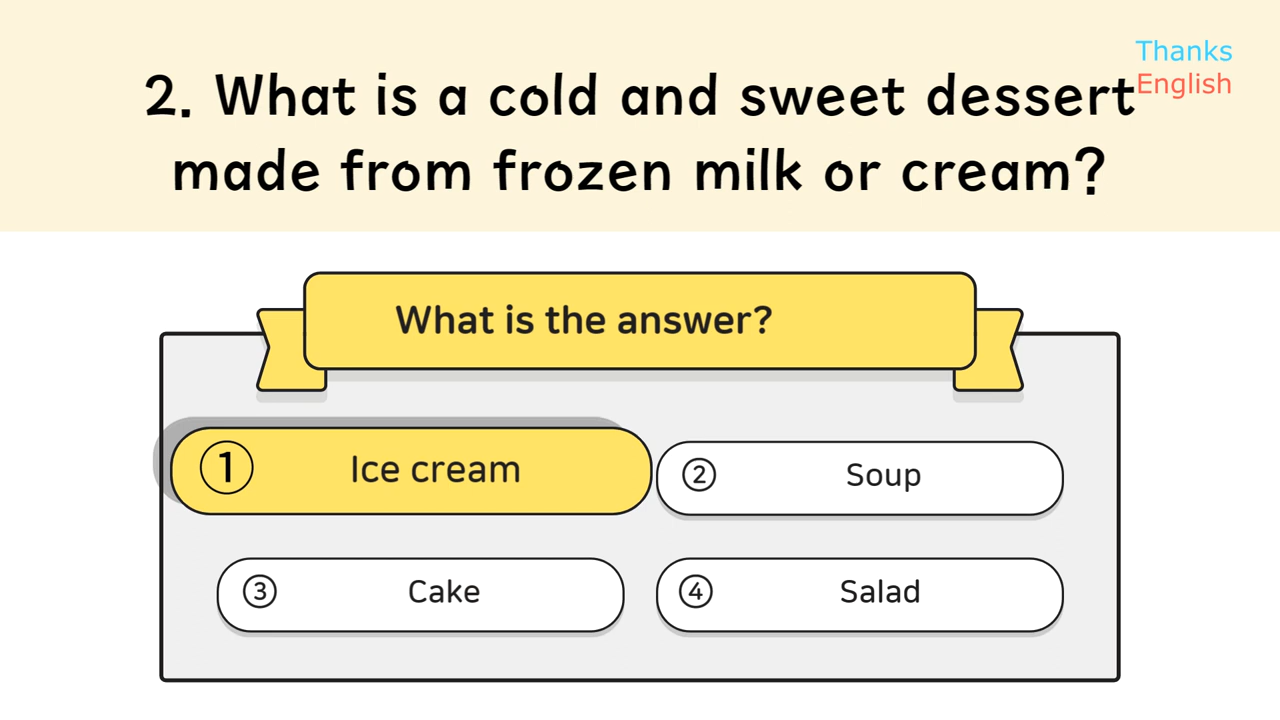 Thanks
English
2. What is a cold and sweet dessert
made from frozen milk or cream?
What is the answer?
① Ice cream
② Soup
③ Cake
④ Salad